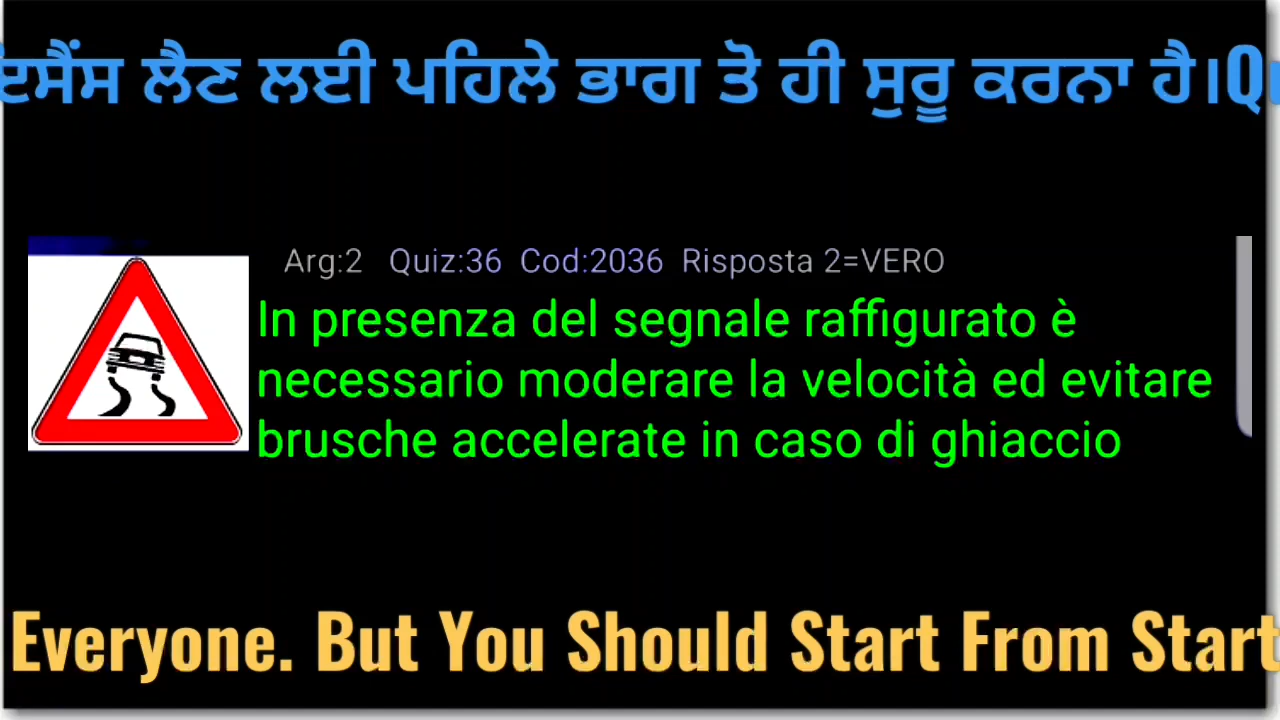 ਲੈਣ ਲਈ ਪਹਿਲੇ ਭਾਗ ਤੋ ਹੀ ਸੁਰੂ ਕਰਨਾ ਹੈ।
Arg:2 Quiz:36 Cod:2036 Risposta 2=VERO
In presenza del segnale raffigurato è
necessario moderare la velocità ed evitare
brusche accelerate in caso di ghiaccio
Everyone. But You Should Start From Start